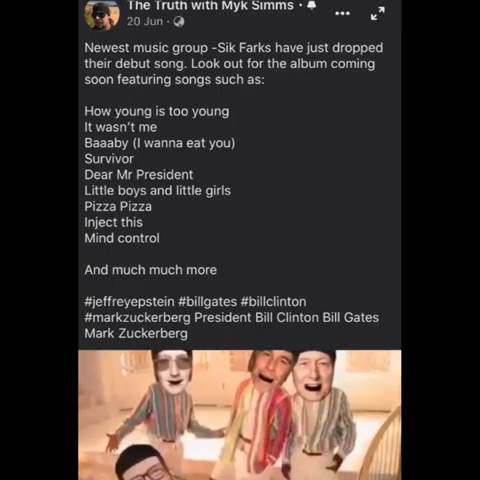 The Truth with Myk Simms ·
20 Jun ·
Newest music group -Sik Farks have just dropped
their debut song. Look out for the album coming
soon featuring songs such as:
How young is too young
It wasn't me
Baaaby (I wanna eat you)
Survivor
Dear Mr President
Little boys and little girls
Pizza Pizza
Inject this
Mind control
And much much more
#jeffreyepstein #billgates #billclinton
#markzuckerberg President Bill Clinton Bill Gates
Mark Zuckerberg